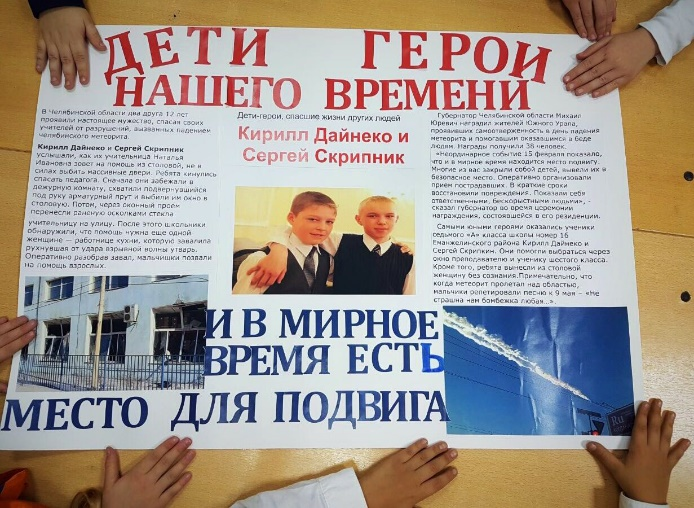 ДЕТИ ГЕРОИ
НАШЕГО ВРЕМЕНИ
В Челябинской области два друга 12 лет
проявили настоящее мужество, спасая своих
учителей от разрушений, вызванных падением
челябинского метеорита.
Кирилл Дайнеко и Сергей Скрипник
услышали, как их учительница Наталья
Ивановна зовет на помощь из столовой, не в
силах выбить массивные двери. Ребята кинулись
спасать педагога. Сначала они забежали в
дежурную комнату, схватили подвернувшийся
под руку арматурный прут и выбили им окно в
столовую. Потом, через оконный проем,
перенесли раненую осколками стекла
учительницу на улицу. После этого школьники
обнаружили, что помощь нужна еще одной
женщине — работнице кухни, которую завалила
рухнувшая от удара взрывной волны утварь.
Оперативно разобрав завал, мальчишки позвали
на помощь взрослых.
Дети-герои, спасшие жизни других людей
Кирилл Дайнеко и
Сергей Скрипник
Губернатор Челябинской области Михаил
Юревич наградил жителей Южного Урала,
проявивших самоотверженность в день падения
метеорита и помогавшим оказавшимся в беде
людям. Награды получили 38 человек.
«Неординарное событие 15 февраля показало,
что и в мирное время находится место подвигу.
Многие из вас закрыли собой детей, вывели их в
безопасное место. Оперативно организовали
прием пострадавших. В краткие сроки
восстановили повреждения. Показали себя
ответственными, бескорыстными людьми», -
сказал губернатор во время церемонии
награждения, состоявшейся в его резиденции.
Самыми юными героями оказались ученики
седьмого «А» класса школы номер 16
Еманжелинского района Кирилл Дайнеко и
Сергей Скрипкин. Они помогли выбраться через
окно преподавателю и ученику шестого класса.
Кроме того, ребята вынесли из столовой
женщину без сознания.Примечательно, что
когда метеорит пролетал над областью,
мальчики репетировали песню к 9 мая – «Не
страшна нам бомбежка любая...».
И В МИРНОЕ
ВРЕМЯ ЕСТЬ
МЕСТО ДЛЯ ПОДВИГА
Ru